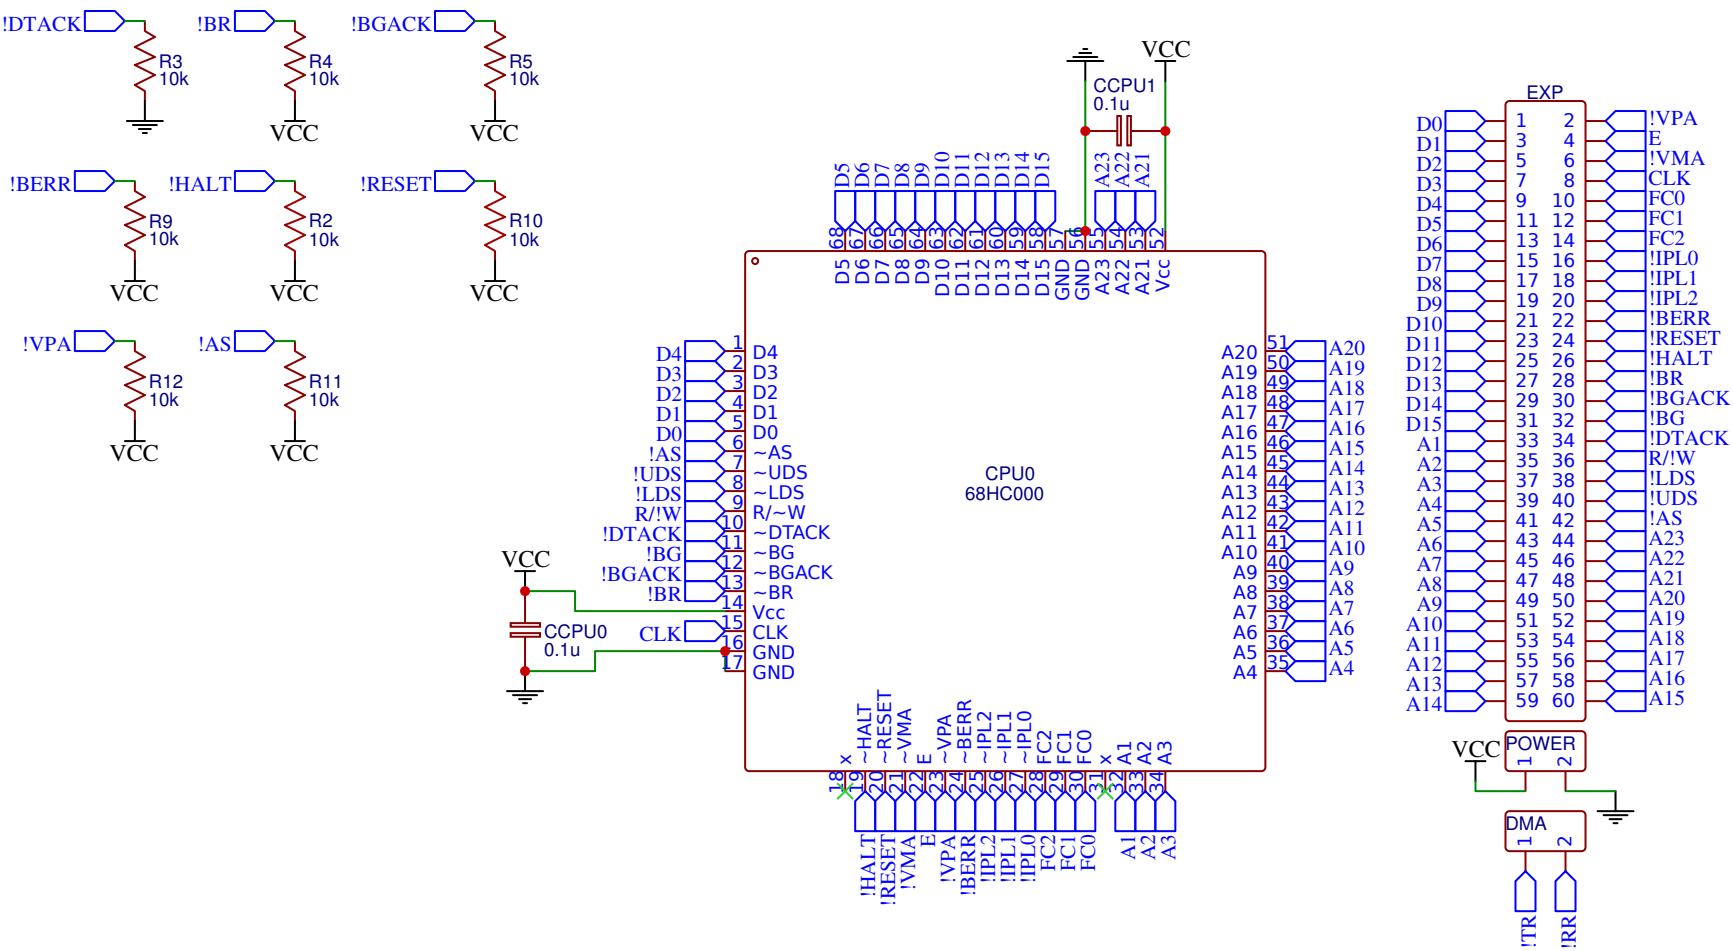 !DTACK
R3
10k
!BR
R4
10k
VCC
!BGACK
R5
10k
VCC
!BERR
R9
10k
VCC
!HALT
R2
10k
VCC
!RESET
R10
10k
VCC
!VPA
R12
10k
VCC
!AS
R11
10k
VCC
VCC
CCPU1
0.1u
D5 D6 D7 D8 D9 D10 D11 D12 D13 D14 D15 A23 A22 A21
68 67 66 65 64 63 62 61 60 59 58 57 56 55 54 53 52
D5 D6 D7 D8 D9 D10 D11 D12 D13 D14 D15 GND GND A23 A22 A21 Vcc
CPU0
68HC000
D4 1 D4
D3 2 D3
D2 3 D2
D1 4 D1
D0 5 D0
!AS 6 ~AS
!UDS 7 ~UDS
!LDS 8 ~LDS
R/!W 9 R/~W
!DTACK 10 ~DTACK
!BG 11 ~BG
!BGACK 12 ~BGACK
!BR 13 ~BR
14 Vcc
CLK 15 CLK
16 GND
17 GND
VCC
CCPU0
0.1u
A20 51 A20
A19 50 A19
A18 49 A18
A17 48 A17
A16 47 A16
A15 46 A15
A14 45 A14
A13 44 A13
A12 43 A12
A11 42 A11
A10 41 A10
A9 40 A9
A8 39 A8
A7 38 A7
A6 37 A6
A5 36 A5
A4 35 A4
x ~HALT ~RESET ~VMA E ~VPA ~BERR ~IPL2 ~IPL1 ~IPL0 FC2 FC1 FC0 x A1 A2 A3
18 19 20 21 22 23 24 25 26 27 28 29 30 31 32 33 34
!HALT !RESET !VMA E !VPA !BERR !IPL2 !IPL1 !IPL0 FC2 FC1 FC0 A1 A2 A3
EXP
D0 1 2 !VPA
D1 3 4 E
D2 5 6 !VMA
D3 7 8 CLK
D4 9 10 FC0
D5 11 12 FC1
D6 13 14 FC2
D7 15 16 !IPL0
D8 17 18 !IPL1
D9 19 20 !IPL2
D10 21 22 !BERR
D11 23 24 !RESET
D12 25 26 !HALT
D13 27 28 !BR
D14 29 30 !BGACK
D15 31 32 !BG
A1 33 34 !DTACK
A2 35 36 R/!W
A3 37 38 !LDS
A4 39 40 !UDS
A5 41 42 !AS
A6 43 44 A23
A7 45 46 A22
A8 47 48 A21
A9 49 50 A20
A10 51 52 A19
A11 53 54 A18
A12 55 56 A17
A13 57 58 A16
A14 59 60 A15
VCC
POWER
1 2
DMA
1 2
!TR !RR